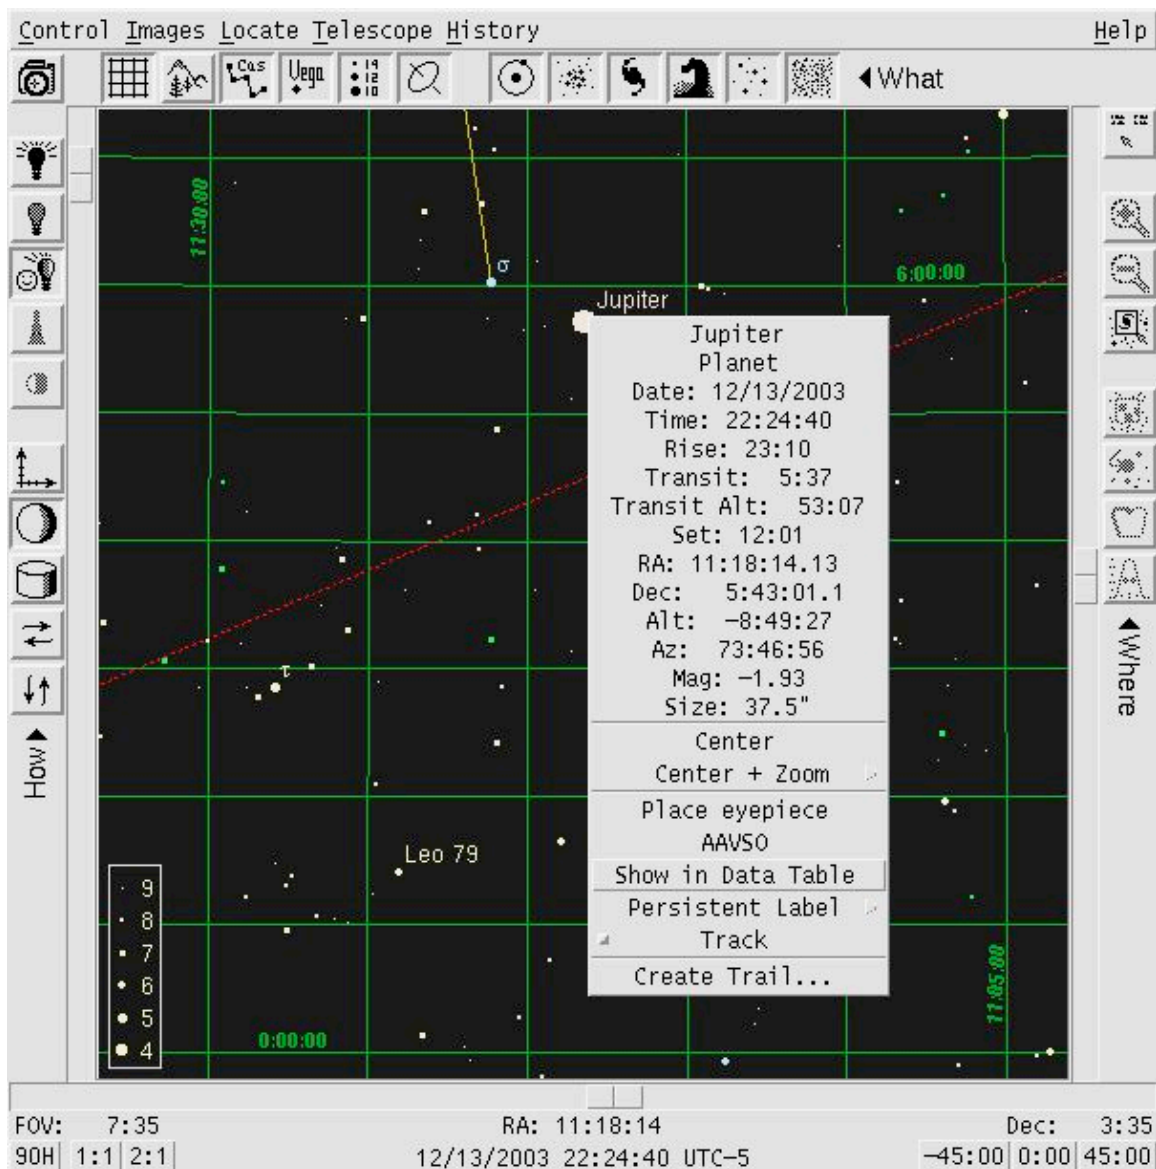 Control Images Locate Telescope History Help
Cas Vega 14 12 10 What
11:30:00
σ
6:00:00
Jupiter
Jupiter
Planet
Date: 12/13/2003
Time: 22:24:40
Rise: 23:10
Transit: 5:37
Transit Alt: 53:07
Set: 12:01
RA: 11:18:14.13
Dec: 5:43:01.1
Alt: -8:49:27
Az: 73:46:56
Mag: -1.93
Size: 37.5"
Center
Center + Zoom
Place eyepiece
AAVSO
Show in Data Table
Persistent Label
Track
Create Trail...
τ
Leo 79
9
8
7
6
5
4
0:00:00
11:05:00
How
Where
FOV: 7:35 RA: 11:18:14 Dec: 3:35
90H 1:1 2:1 12/13/2003 22:24:40 UTC-5 -45:00 0:00 45:00